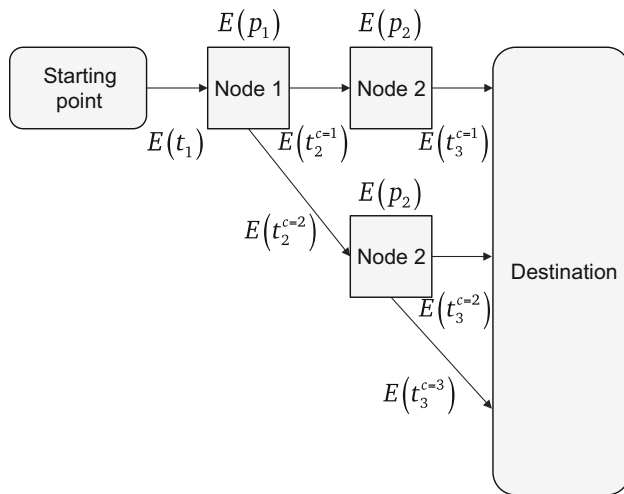 E(p₁)
E(p₂)
Starting
point
Node 1
Node 2
E(t₁)
E(t₂^{c=1})
E(t₃^{c=1})
E(p₂)
E(t₂^{c=2})
Node 2
Destination
E(t₃^{c=2})
E(t₃^{c=3})